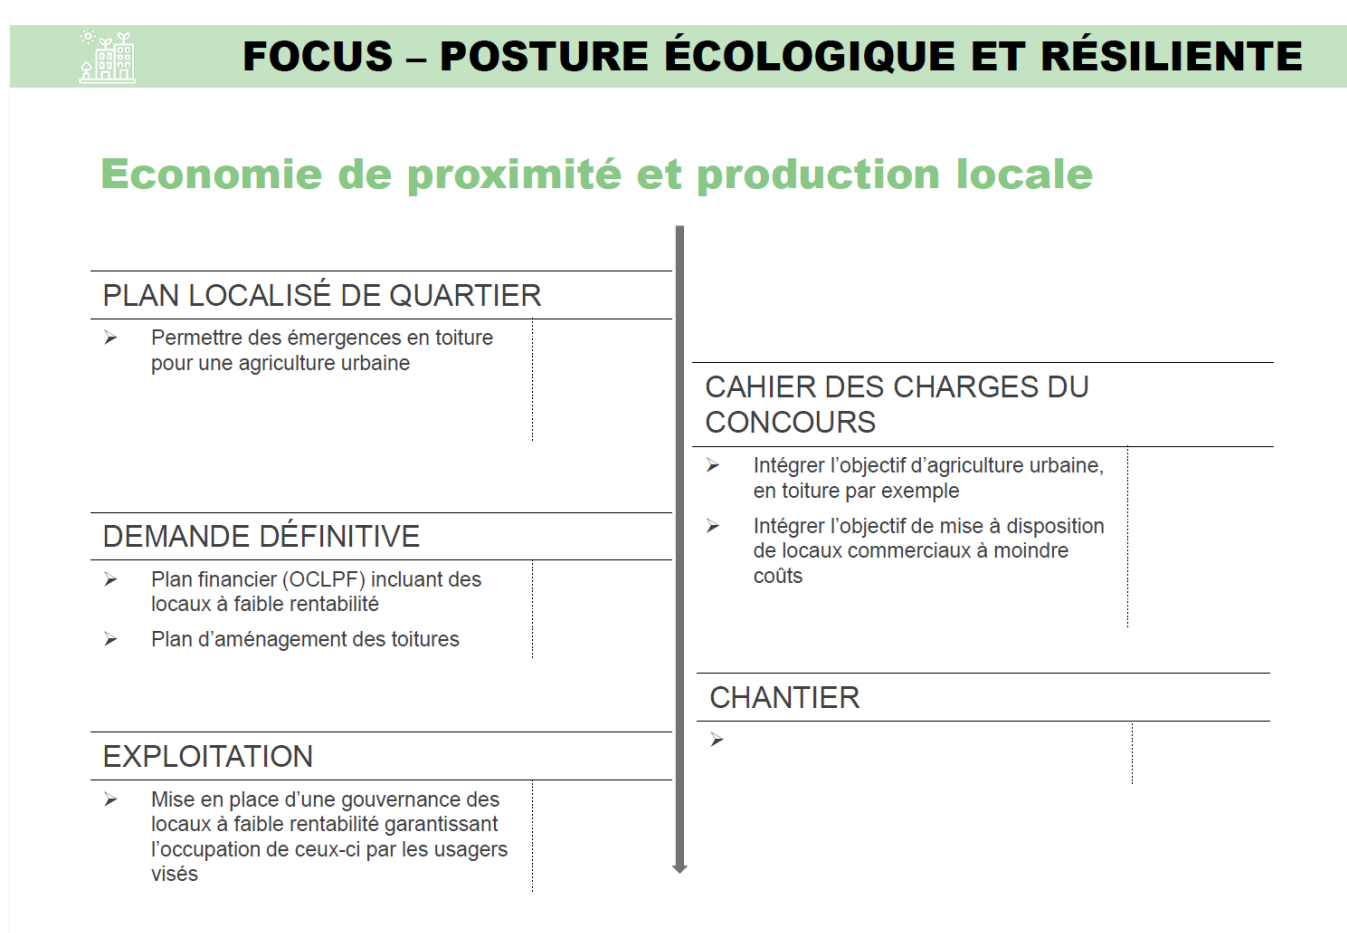 FOCUS – POSTURE ÉCOLOGIQUE ET RÉSILIENTE
Economie de proximité et production locale
PLAN LOCALISÉ DE QUARTIER
➢ Permettre des émergences en toiture
pour une agriculture urbaine
CAHIER DES CHARGES DU
CONCOURS
➢ Intégrer l’objectif d’agriculture urbaine,
en toiture par exemple
➢ Intégrer l’objectif de mise à disposition
de locaux commerciaux à moindre
coûts
DEMANDE DÉFINITIVE
➢ Plan financier (OCLPF) incluant des
locaux à faible rentabilité
➢ Plan d’aménagement des toitures
CHANTIER
➢
EXPLOITATION
➢ Mise en place d’une gouvernance des
locaux à faible rentabilité garantissant
l’occupation de ceux-ci par les usagers
visés